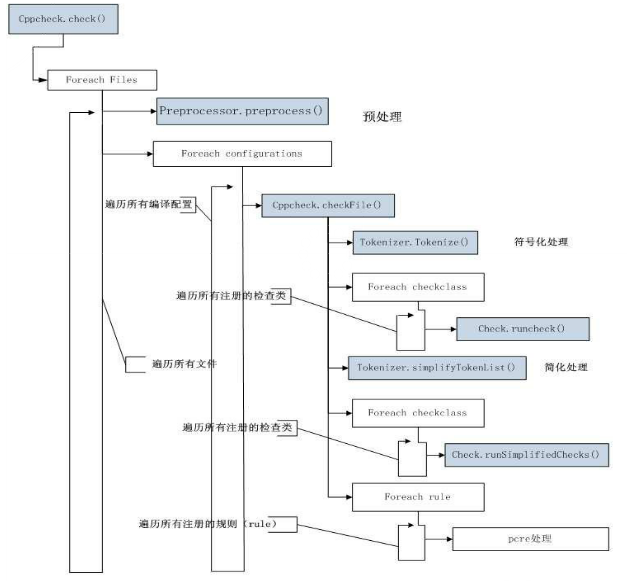 Cppcheck.check()
Foreach Files
Preprocessor.preprocess()
预处理
Foreach configurations
遍历所有编译配置
Cppcheck.checkFile()
Tokenizer.Tokenize()
符号化处理
Foreach checkclass
遍历所有注册的检查类
Check.runcheck()
遍历所有文件
Tokenizer.simplifyTokenList()
简化处理
Foreach checkclass
遍历所有注册的检查类
Check.runSimplifiedChecks()
Foreach rule
遍历所有注册的规则（rule）
pcre处理